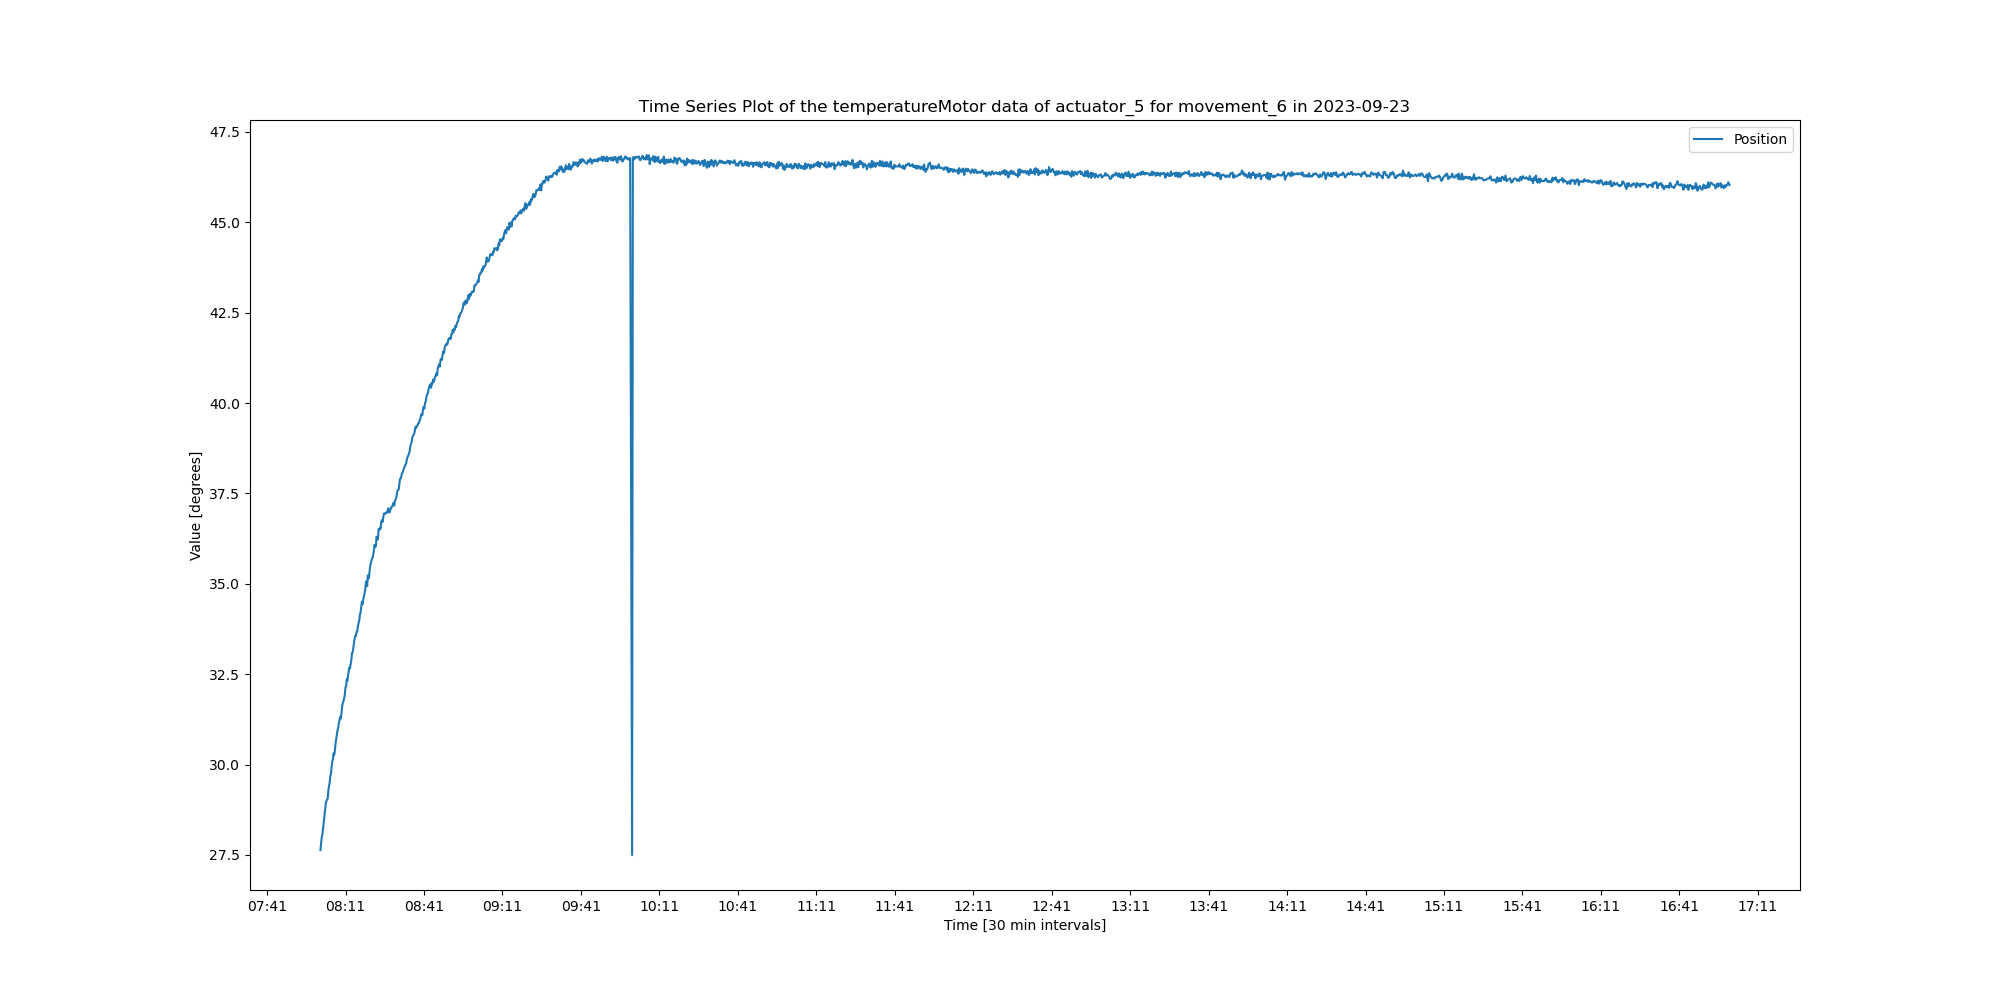 Time Series Plot of the temperatureMotor data of actuator_5 for movement_6 in 2023-09-23
Position
47.5
45.0
42.5
40.0
37.5
35.0
32.5
30.0
27.5
Value [degrees]
07:41 08:11 08:41 09:11 09:41 10:11 10:41 11:11 11:41 12:11 12:41 13:11 13:41 14:11 14:41 15:11 15:41 16:11 16:41 17:11
Time [30 min intervals]